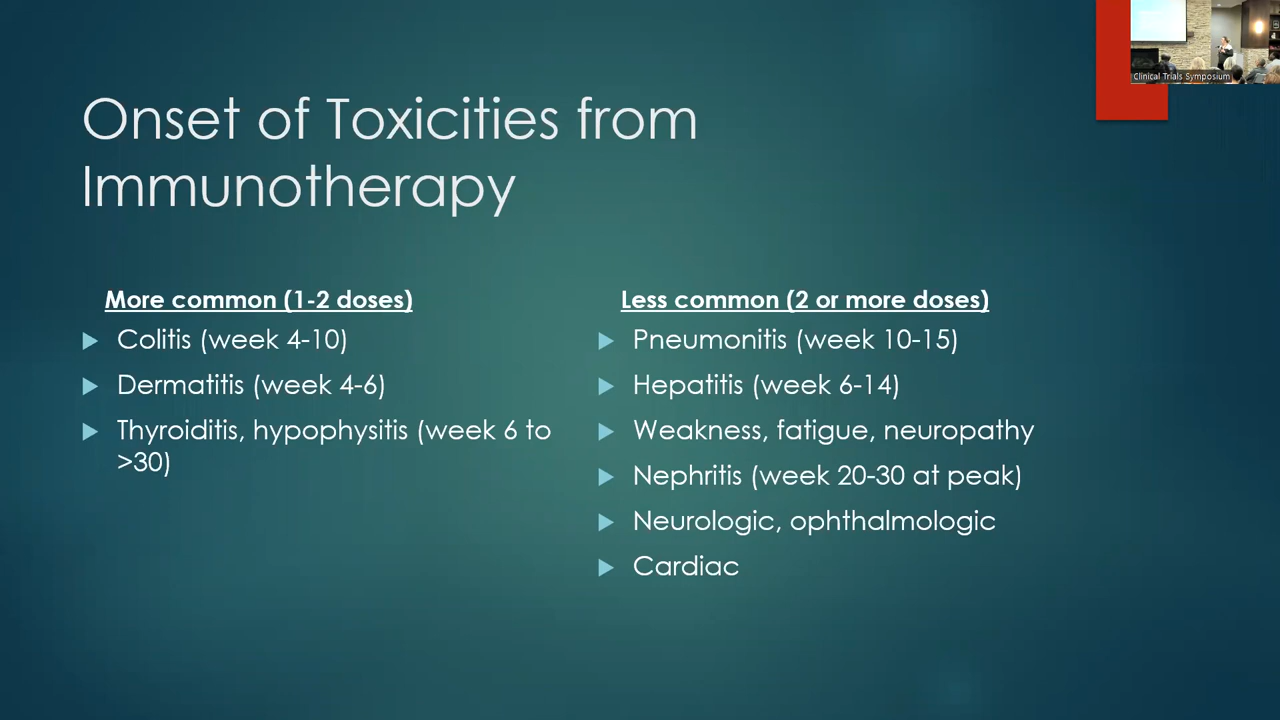 Clinical Trials Symposium
Onset of Toxicities from
Immunotherapy
More common (1-2 doses)
Colitis (week 4-10)
Dermatitis (week 4-6)
Thyroiditis, hypophysitis (week 6 to
>30)
Less common (2 or more doses)
Pneumonitis (week 10-15)
Hepatitis (week 6-14)
Weakness, fatigue, neuropathy
Nephritis (week 20-30 at peak)
Neurologic, ophthalmologic
Cardiac